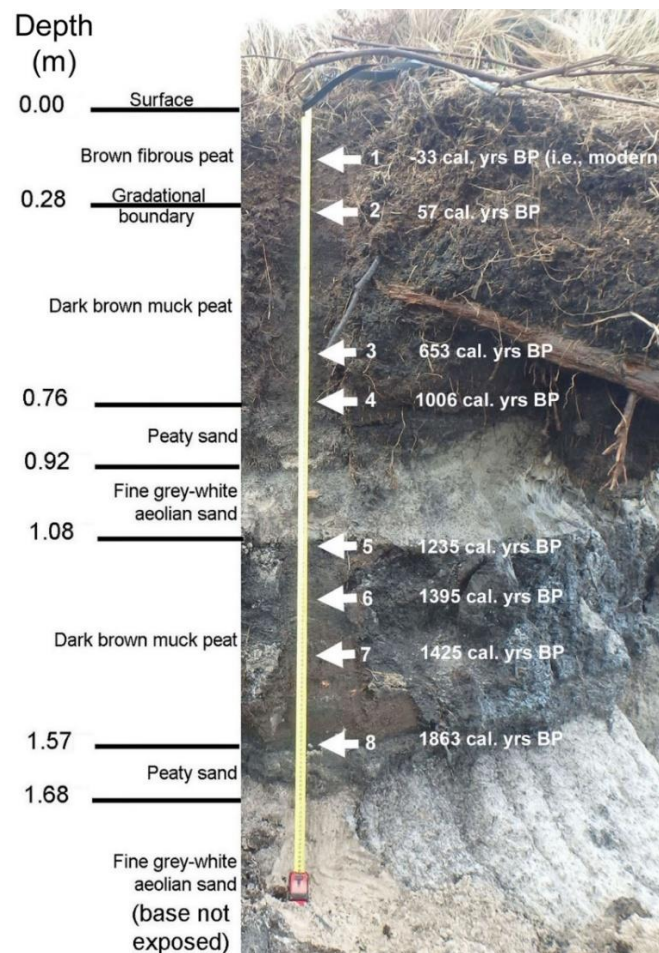 Depth
(m)
0.00
Surface
Brown fibrous peat
1
-33 cal. yrs BP (i.e., modern
0.28
Gradational
boundary
2
57 cal. yrs BP
Dark brown muck peat
3
653 cal. yrs BP
0.76
4
1006 cal. yrs BP
Peaty sand
0.92
Fine grey-white
aeolian sand
1.08
5
1235 cal. yrs BP
6
1395 cal. yrs BP
Dark brown muck peat
7
1425 cal. yrs BP
1.57
8
1863 cal. yrs BP
Peaty sand
1.68
Fine grey-white
aeolian sand
(base not
exposed)